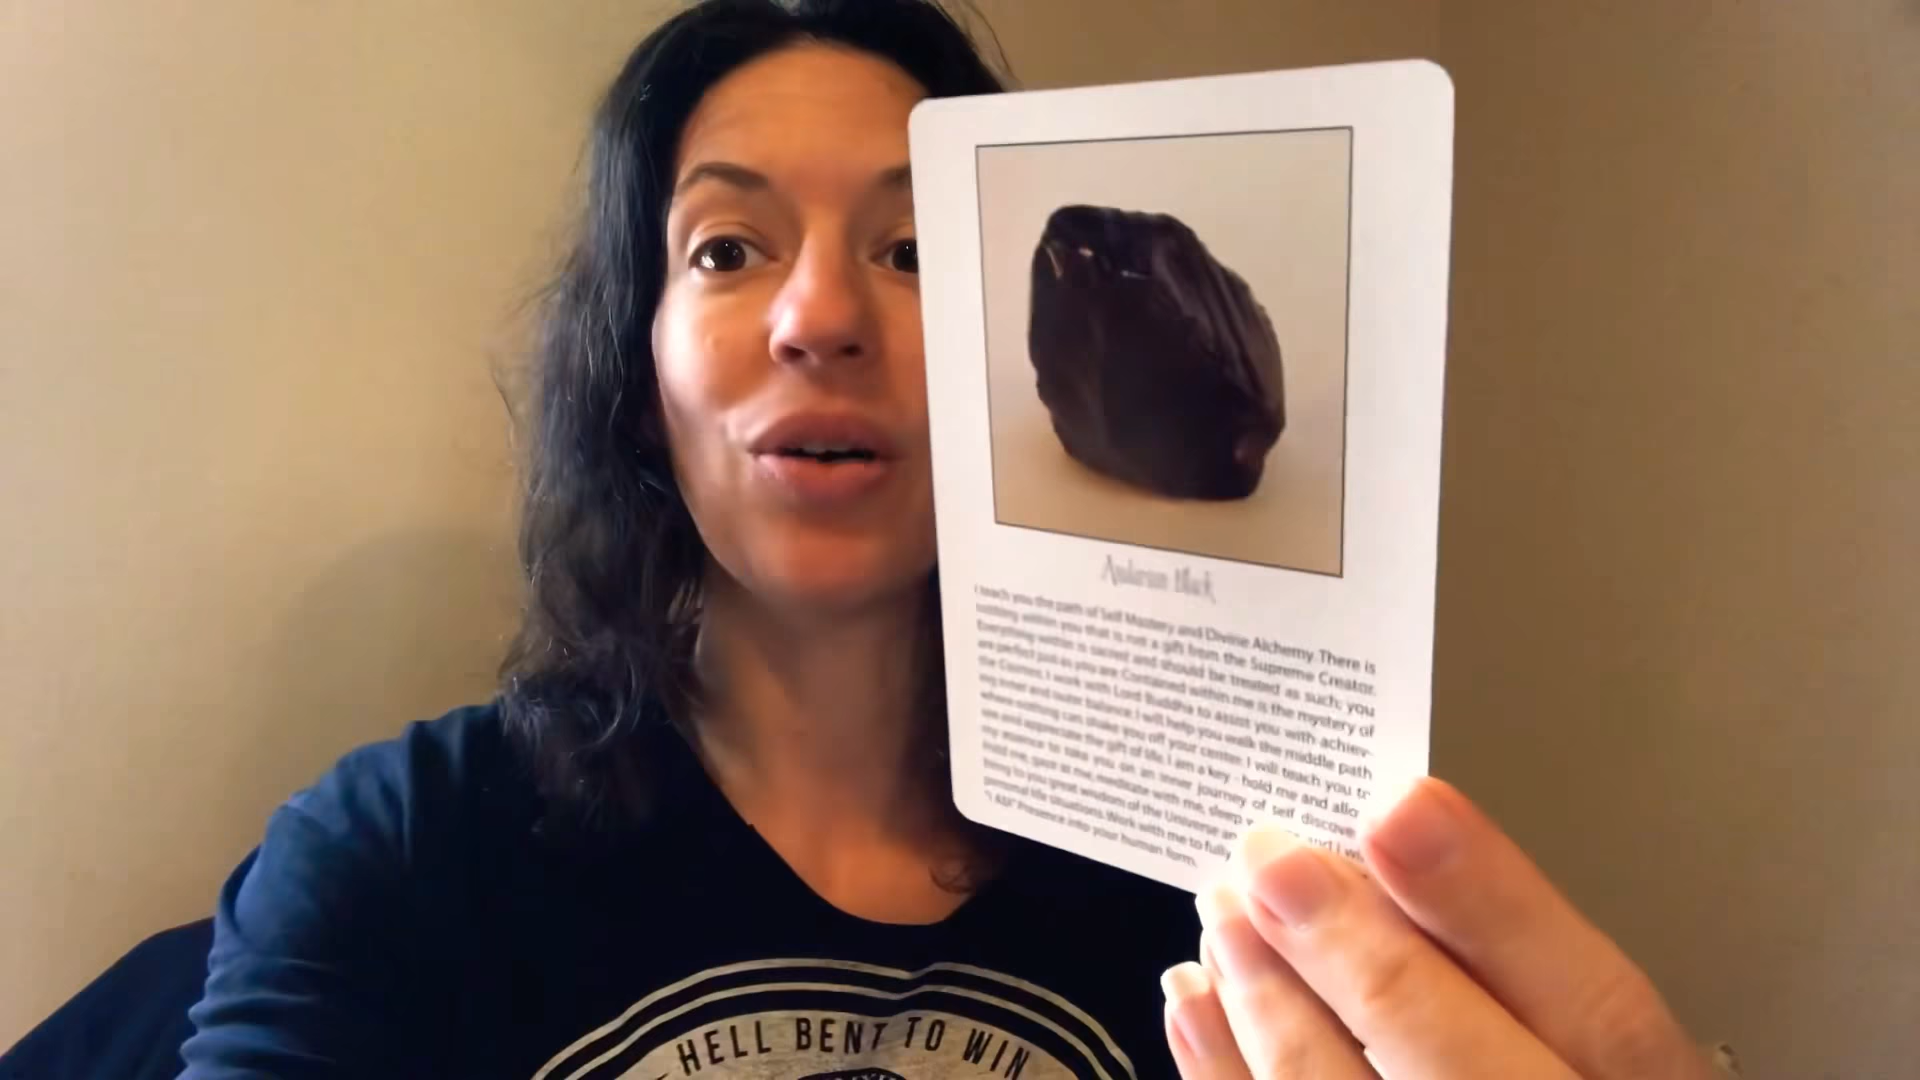 Andaram Black
I teach you the path of Self Mastery and Divine Alchemy. There is
nothing within you that is not a gift from the Supreme Creator.
Everything within is sacred and should be treated as such; you
are perfect just as you are. Contained within me is the mystery of
the Cosmos. I work with Lord Buddha to assist you with achiev-
ing inner and outer balance. I will help you walk the middle path
where nothing can shake you off your center. I will teach you to
see and appreciate the gift of life. I am a key - hold me and allo
my essence to take you on an inner journey of self discove
hold me, gaze at me, meditate with me, sleep and I wi
bring to you great wisdom of the Universe an
personal life situations. Work with me to fully
"I AM" Presence into your human form.
HELL BENT TO WIN